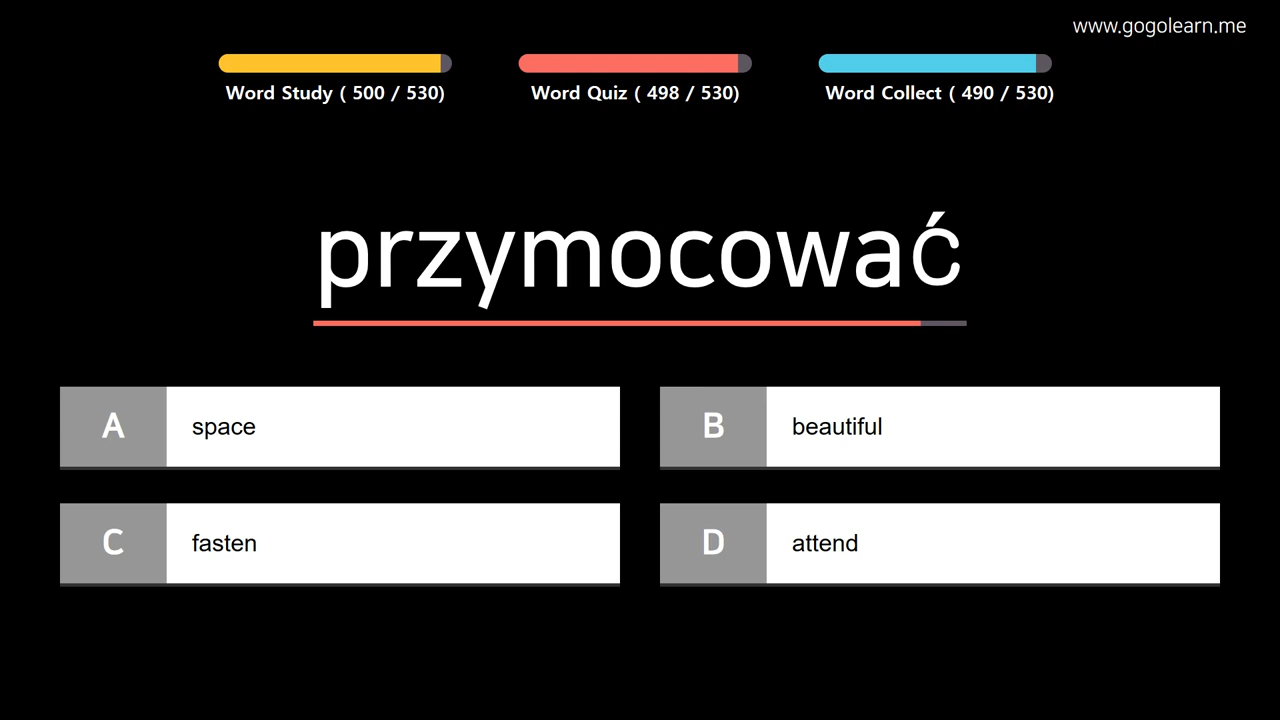 www.gogolearn.me
Word Study ( 500 / 530)
Word Quiz ( 498 / 530)
Word Collect ( 490 / 530)
przymocować
A space
B beautiful
C fasten
D attend